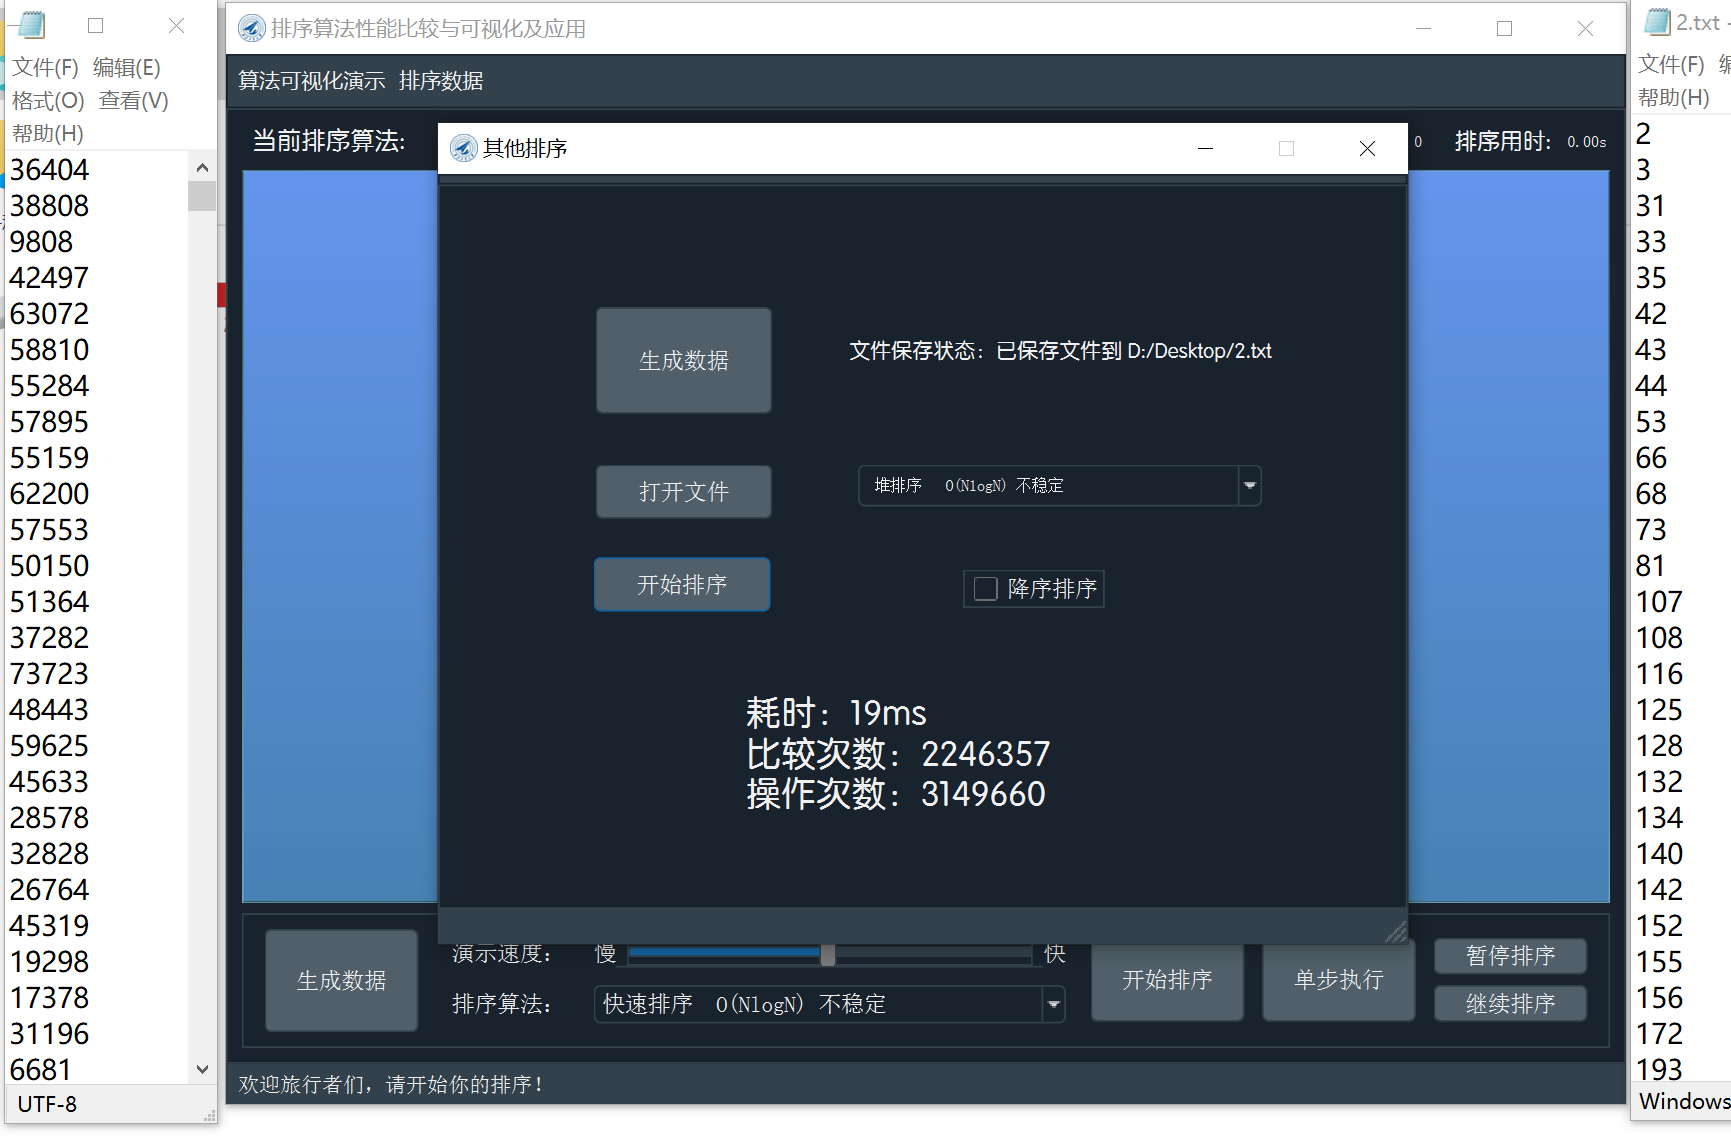 文件(F) 编辑(E)
格式(O) 查看(V)
帮助(H)
36404
38808
9808
42497
63072
58810
55284
57895
55159
62200
57553
50150
51364
37282
73723
48443
59625
45633
28578
32828
26764
45319
19298
17378
31196
6681
UTF-8
排序算法性能比较与可视化及应用
算法可视化演示 排序数据
当前排序算法:
0 排序用时: 0.00s
其他排序
生成数据
文件保存状态：已保存文件到 D:/Desktop/2.txt
打开文件
堆排序 O(NlogN) 不稳定
开始排序
降序排序
耗时：19ms
比较次数：2246357
操作次数：3149660
生成数据
演示速度：
慢
快
排序算法：
快速排序 O(NlogN) 不稳定
开始排序
单步执行
暂停排序
继续排序
欢迎旅行者们，请开始你的排序！
2.txt -
文件(F)
帮助(H)
2
3
31
33
35
42
43
44
53
66
68
73
81
107
108
116
125
128
132
134
140
142
152
155
156
172
193
Windows